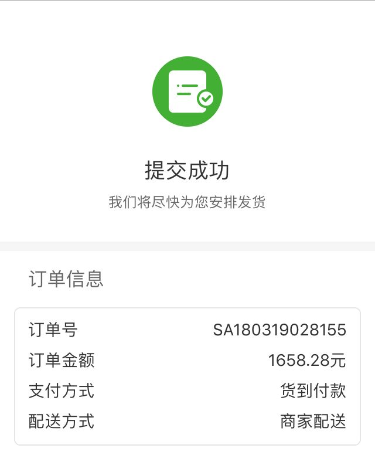 提交成功
我们将尽快为您安排发货
订单信息
订单号 SA180319028155
订单金额 1658.28元
支付方式 货到付款
配送方式 商家配送